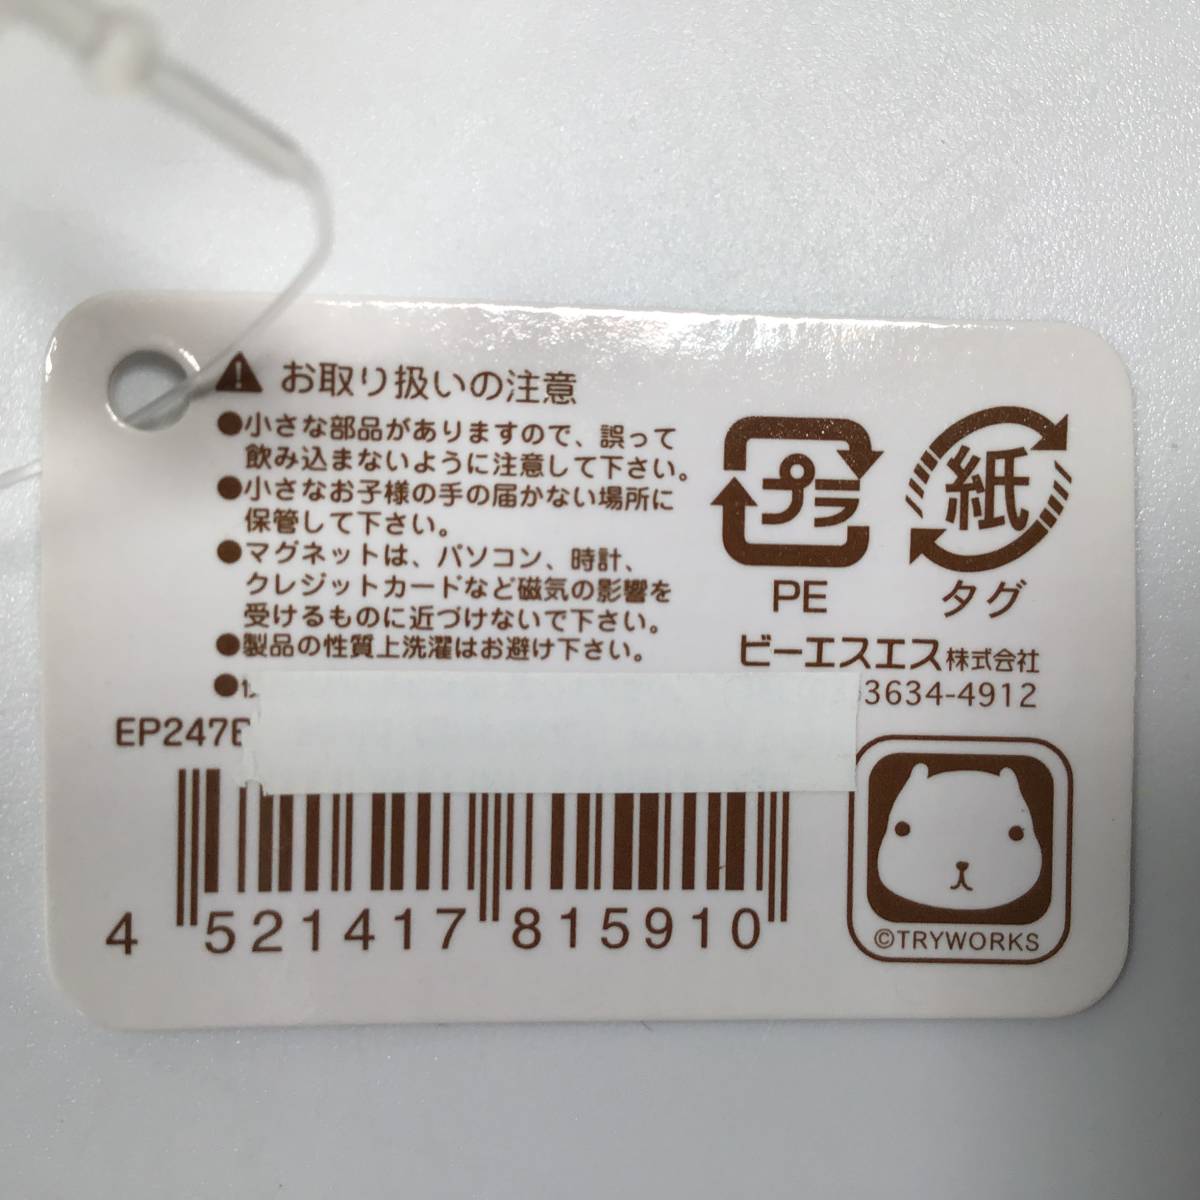 お取り扱いの注意
●小さな部品がありますので、誤って
飲み込まないように注意して下さい。
●小さなお子様の手の届かない場所に
保管して下さい。
●マグネットは、パソコン、時計、
クレジットカードなど磁気の影響を
受けるものに近づけないで下さい。
●製品の性質上洗濯はお避け下さい。
●
EP247
プラ
PE
紙
タグ
ビーエスエス株式会社
3634-4912
4 521417 815910
©TRYWORKS